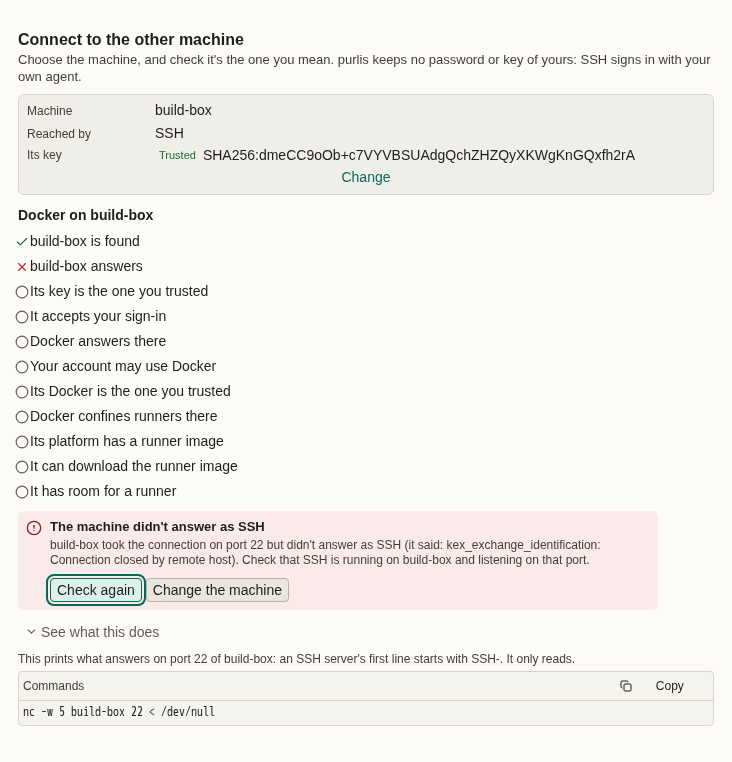 Connect to the other machine
Choose the machine, and check it's the one you mean. purlis keeps no password or key of yours: SSH signs in with your
own agent.
Machine build-box
Reached by SSH
Its key Trusted SHA256:dmeCC9oOb+c7VYVBSUAdgQchZHZQyXKWgKnGQxfh2rA
Change
Docker on build-box
build-box is found
build-box answers
Its key is the one you trusted
It accepts your sign-in
Docker answers there
Your account may use Docker
Its Docker is the one you trusted
Docker confines runners there
Its platform has a runner image
It can download the runner image
It has room for a runner
The machine didn't answer as SSH
build-box took the connection on port 22 but didn't answer as SSH (it said: kex_exchange_identification:
Connection closed by remote host). Check that SSH is running on build-box and listening on that port.
Check again Change the machine
See what this does
This prints what answers on port 22 of build-box: an SSH server's first line starts with SSH-. It only reads.
Commands Copy
nc -w 5 build-box 22 < /dev/null